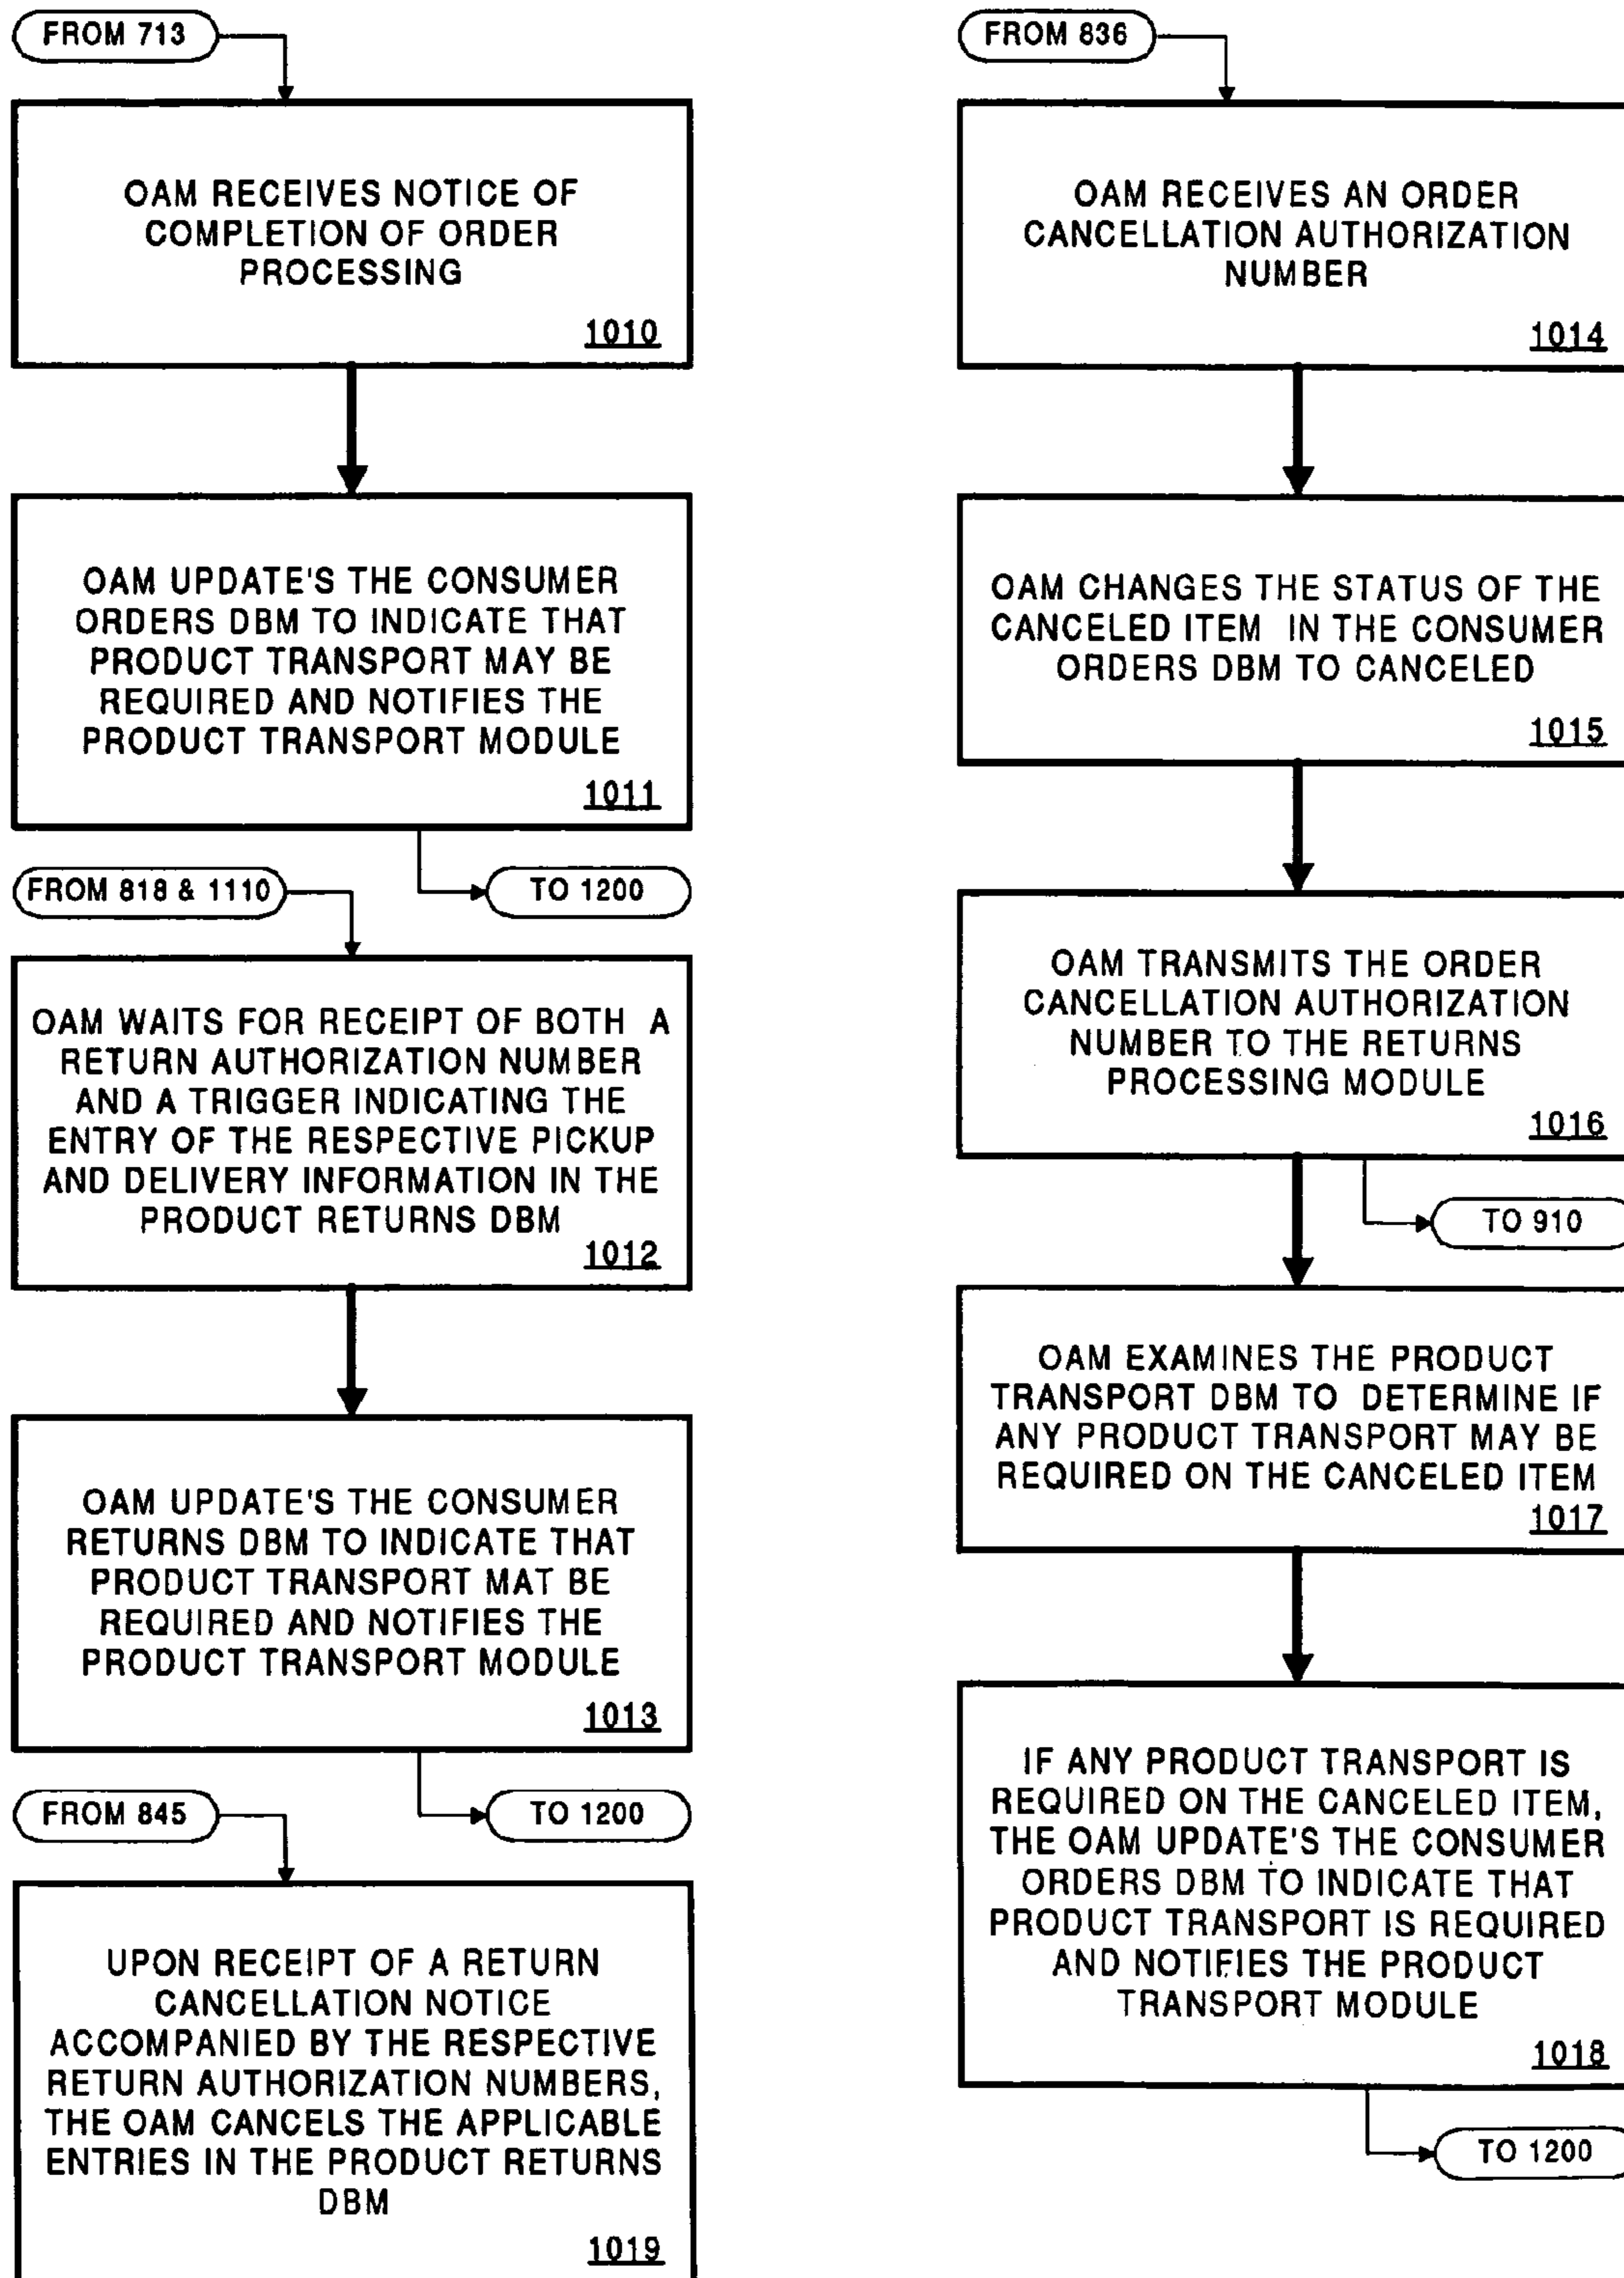 FROM 713
OAM RECEIVES NOTICE OF
COMPLETION OF ORDER
PROCESSING
1010
OAM UPDATE'S THE CONSUMER
ORDERS DBM TO INDICATE THAT
PRODUCT TRANSPORT MAY BE
REQUIRED AND NOTIFIES THE
PRODUCT TRANSPORT MODULE
1011
TO 1200
FROM 818 & 1110
OAM WAITS FOR RECEIPT OF BOTH A
RETURN AUTHORIZATION NUMBER
AND A TRIGGER INDICATING THE
ENTRY OF THE RESPECTIVE PICKUP
AND DELIVERY INFORMATION IN THE
PRODUCT RETURNS DBM
1012
OAM UPDATE'S THE CONSUMER
RETURNS DBM TO INDICATE THAT
PRODUCT TRANSPORT MAT BE
REQUIRED AND NOTIFIES THE
PRODUCT TRANSPORT MODULE
1013
TO 1200
FROM 845
UPON RECEIPT OF A RETURN
CANCELLATION NOTICE
ACCOMPANIED BY THE RESPECTIVE
RETURN AUTHORIZATION NUMBERS,
THE OAM CANCELS THE APPLICABLE
ENTRIES IN THE PRODUCT RETURNS
DBM
1019
FROM 836
OAM RECEIVES AN ORDER
CANCELLATION AUTHORIZATION
NUMBER
1014
OAM CHANGES THE STATUS OF THE
CANCELED ITEM IN THE CONSUMER
ORDERS DBM TO CANCELED
1015
OAM TRANSMITS THE ORDER
CANCELLATION AUTHORIZATION
NUMBER TO THE RETURNS
PROCESSING MODULE
1016
TO 910
OAM EXAMINES THE PRODUCT
TRANSPORT DBM TO DETERMINE IF
ANY PRODUCT TRANSPORT MAY BE
REQUIRED ON THE CANCELED ITEM
1017
IF ANY PRODUCT TRANSPORT IS
REQUIRED ON THE CANCELED ITEM,
THE OAM UPDATE'S THE CONSUMER
ORDERS DBM TO INDICATE THAT
PRODUCT TRANSPORT IS REQUIRED
AND NOTIFIES THE PRODUCT
TRANSPORT MODULE
1018
TO 1200